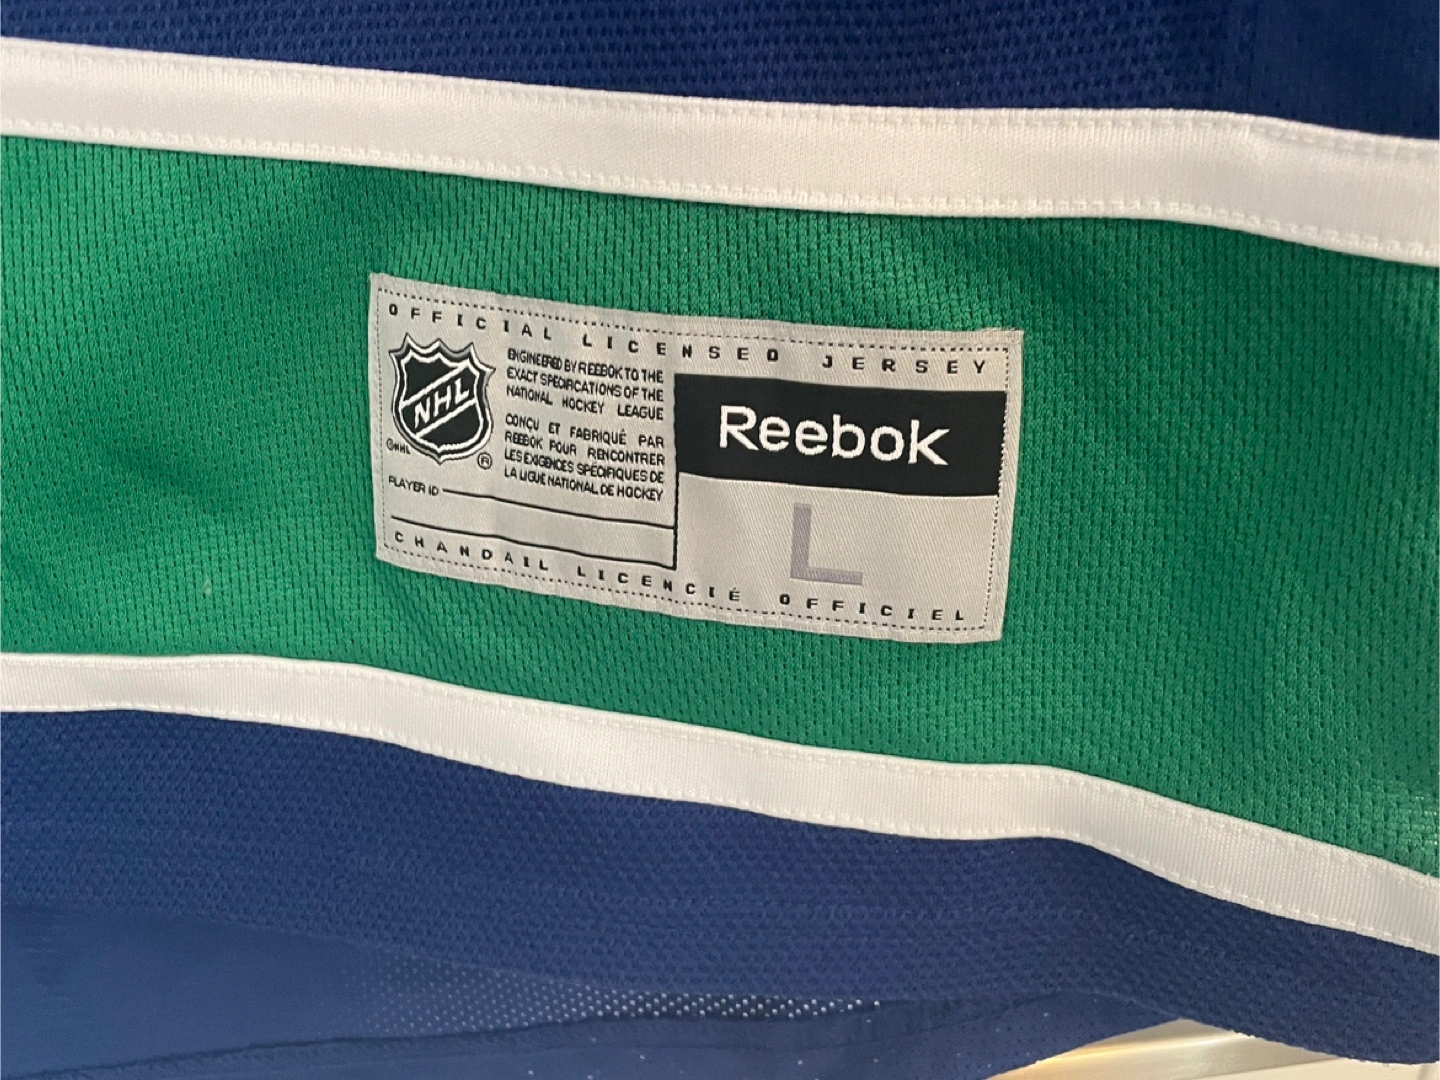 OFFICIAL LICENSED JERSEY
NHL
©NHL
®
ENGINEERED BY REEBOK TO THE
EXACT SPECIFICATIONS OF THE
NATIONAL HOCKEY LEAGUE
CONÇU ET FABRIQUÉ PAR
REEBOK POUR RENCONTRER
LES EXIGENCES SPÉCIFIQUES DE
LA LIGUE NATIONAL DE HOCKEY
PLAYER ID
Reebok
L
CHANDAIL LICENCIÉ OFFICIEL